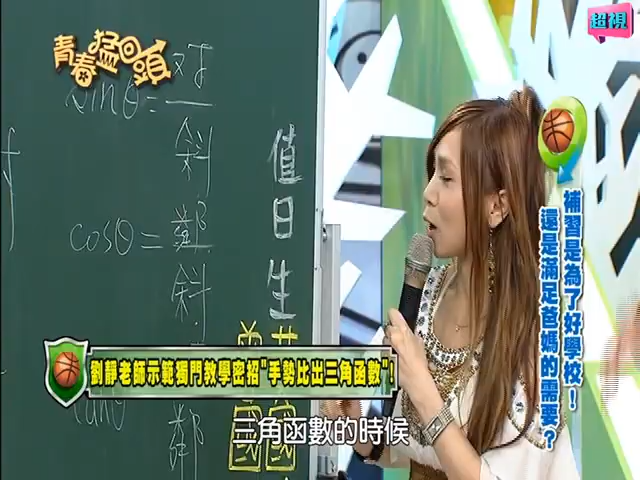 超視
青春掹回頭
sinθ=對
斜
cosθ=鄰
斜
tanθ
鄰
值日生
補習是為了好學校！
還是滿足爸媽的需要？
劉靜老師示範獨門教學密招"手勢比出三角函數"！
三角函數的時候